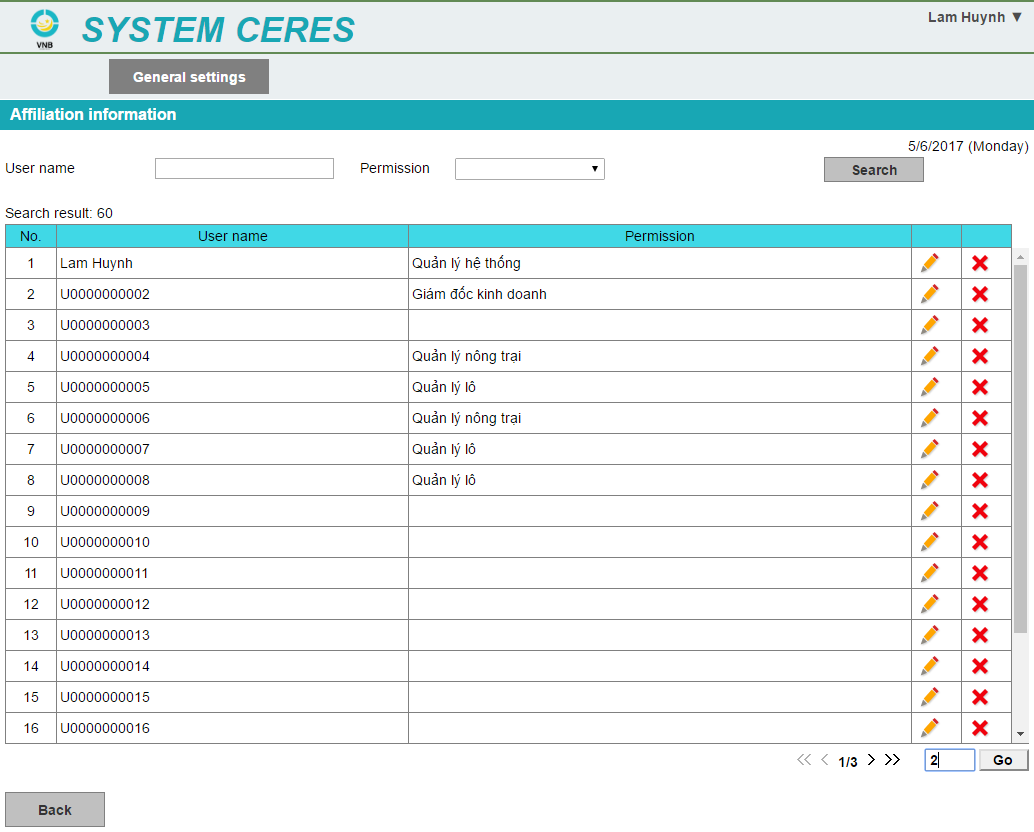 VNB
SYSTEM CERES
Lam Huynh ▼
General settings
Affiliation information
5/6/2017 (Monday)
User name Permission Search
Search result: 60
No. User name Permission
1 Lam Huynh Quản lý hệ thống
2 U0000000002 Giám đốc kinh doanh
3 U0000000003
4 U0000000004 Quản lý nông trại
5 U0000000005 Quản lý lô
6 U0000000006 Quản lý nông trại
7 U0000000007 Quản lý lô
8 U0000000008 Quản lý lô
9 U0000000009
10 U0000000010
11 U0000000011
12 U0000000012
13 U0000000013
14 U0000000014
15 U0000000015
16 U0000000016
1/3 2 Go
Back